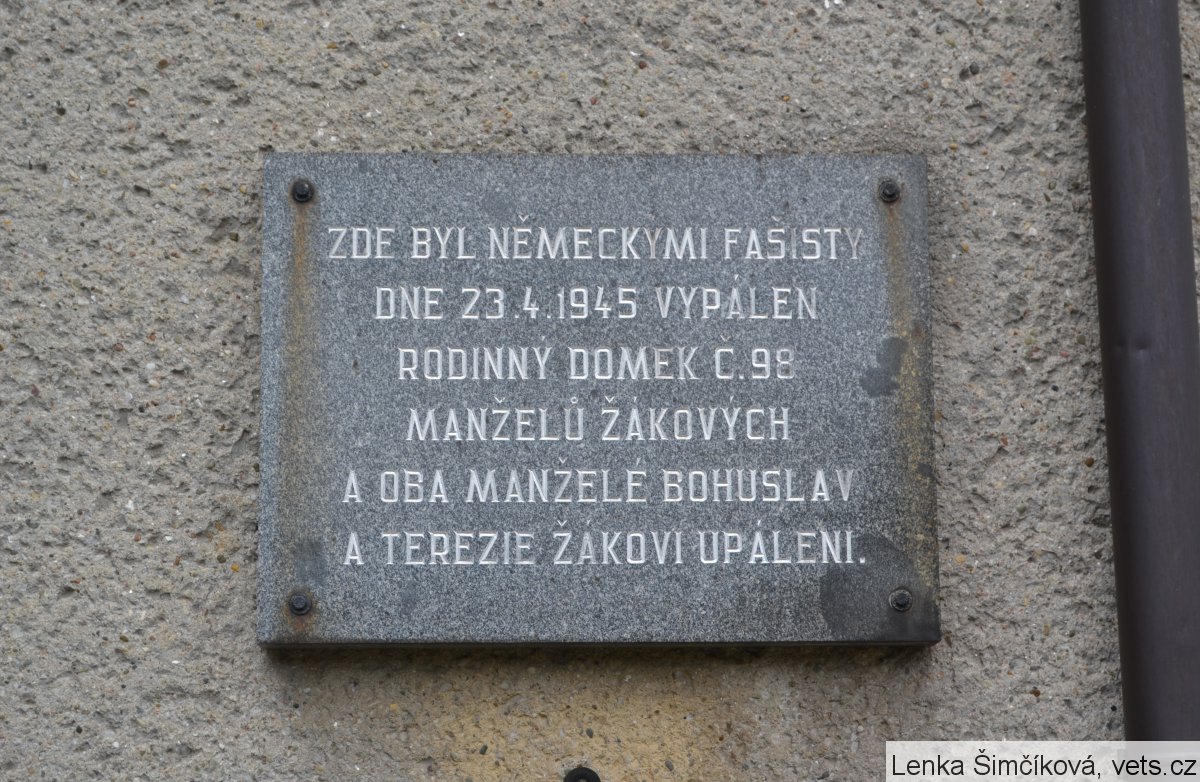 ZDE BYL NĚMECKÝMI FAŠISTY
DNE 23.4.1945 VYPÁLEN
RODINNÝ DOMEK Č.98
MANŽELŮ ŽÁKOVÝCH
A OBA MANŽELÉ BOHUSLAV
A TEREZIE ŽÁKOVI UPÁLENI.
Lenka Šimčíková, vets.cz